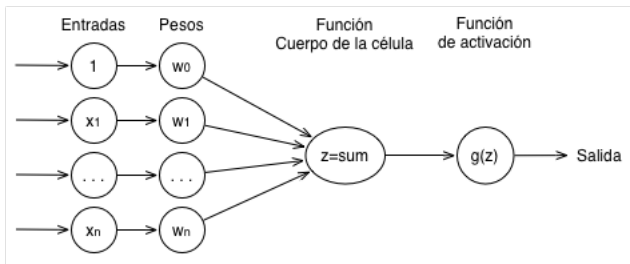 Entradas
Pesos
Función
Cuerpo de la célula
Función
de activación
1
w0
x1
w1
z=sum
g(z)
Salida
. . .
. . .
xn
wn